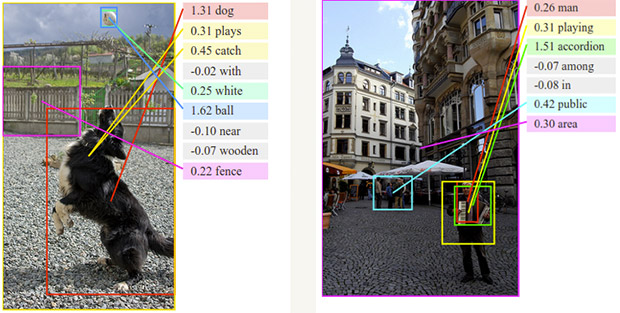 1.31 dog
0.31 plays
0.45 catch
-0.02 with
0.25 white
1.62 ball
-0.10 near
-0.07 wooden
0.22 fence
0.26 man
0.31 playing
1.51 accordion
-0.07 among
-0.08 in
0.42 public
0.30 area